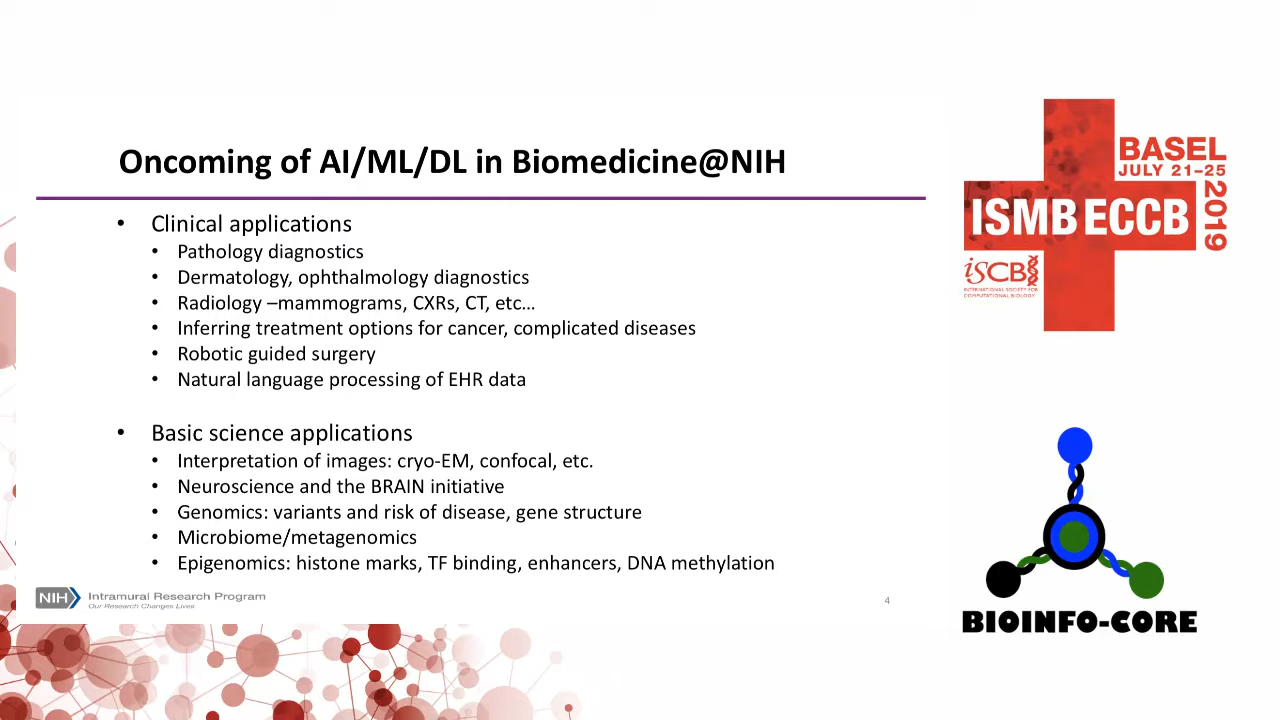 Oncoming of AI/ML/DL in Biomedicine@NIH
• Clinical applications
• Pathology diagnostics
• Dermatology, ophthalmology diagnostics
• Radiology –mammograms, CXRs, CT, etc…
• Inferring treatment options for cancer, complicated diseases
• Robotic guided surgery
• Natural language processing of EHR data
• Basic science applications
• Interpretation of images: cryo-EM, confocal, etc.
• Neuroscience and the BRAIN initiative
• Genomics: variants and risk of disease, gene structure
• Microbiome/metagenomics
• Epigenomics: histone marks, TF binding, enhancers, DNA methylation
NIH Intramural Research Program
Our Research Changes Lives
4
BASEL
JULY 21–25
2019
ISMB ECCB
iSCB
INTERNATIONAL SOCIETY FOR
COMPUTATIONAL BIOLOGY
BIOINFO-CORE